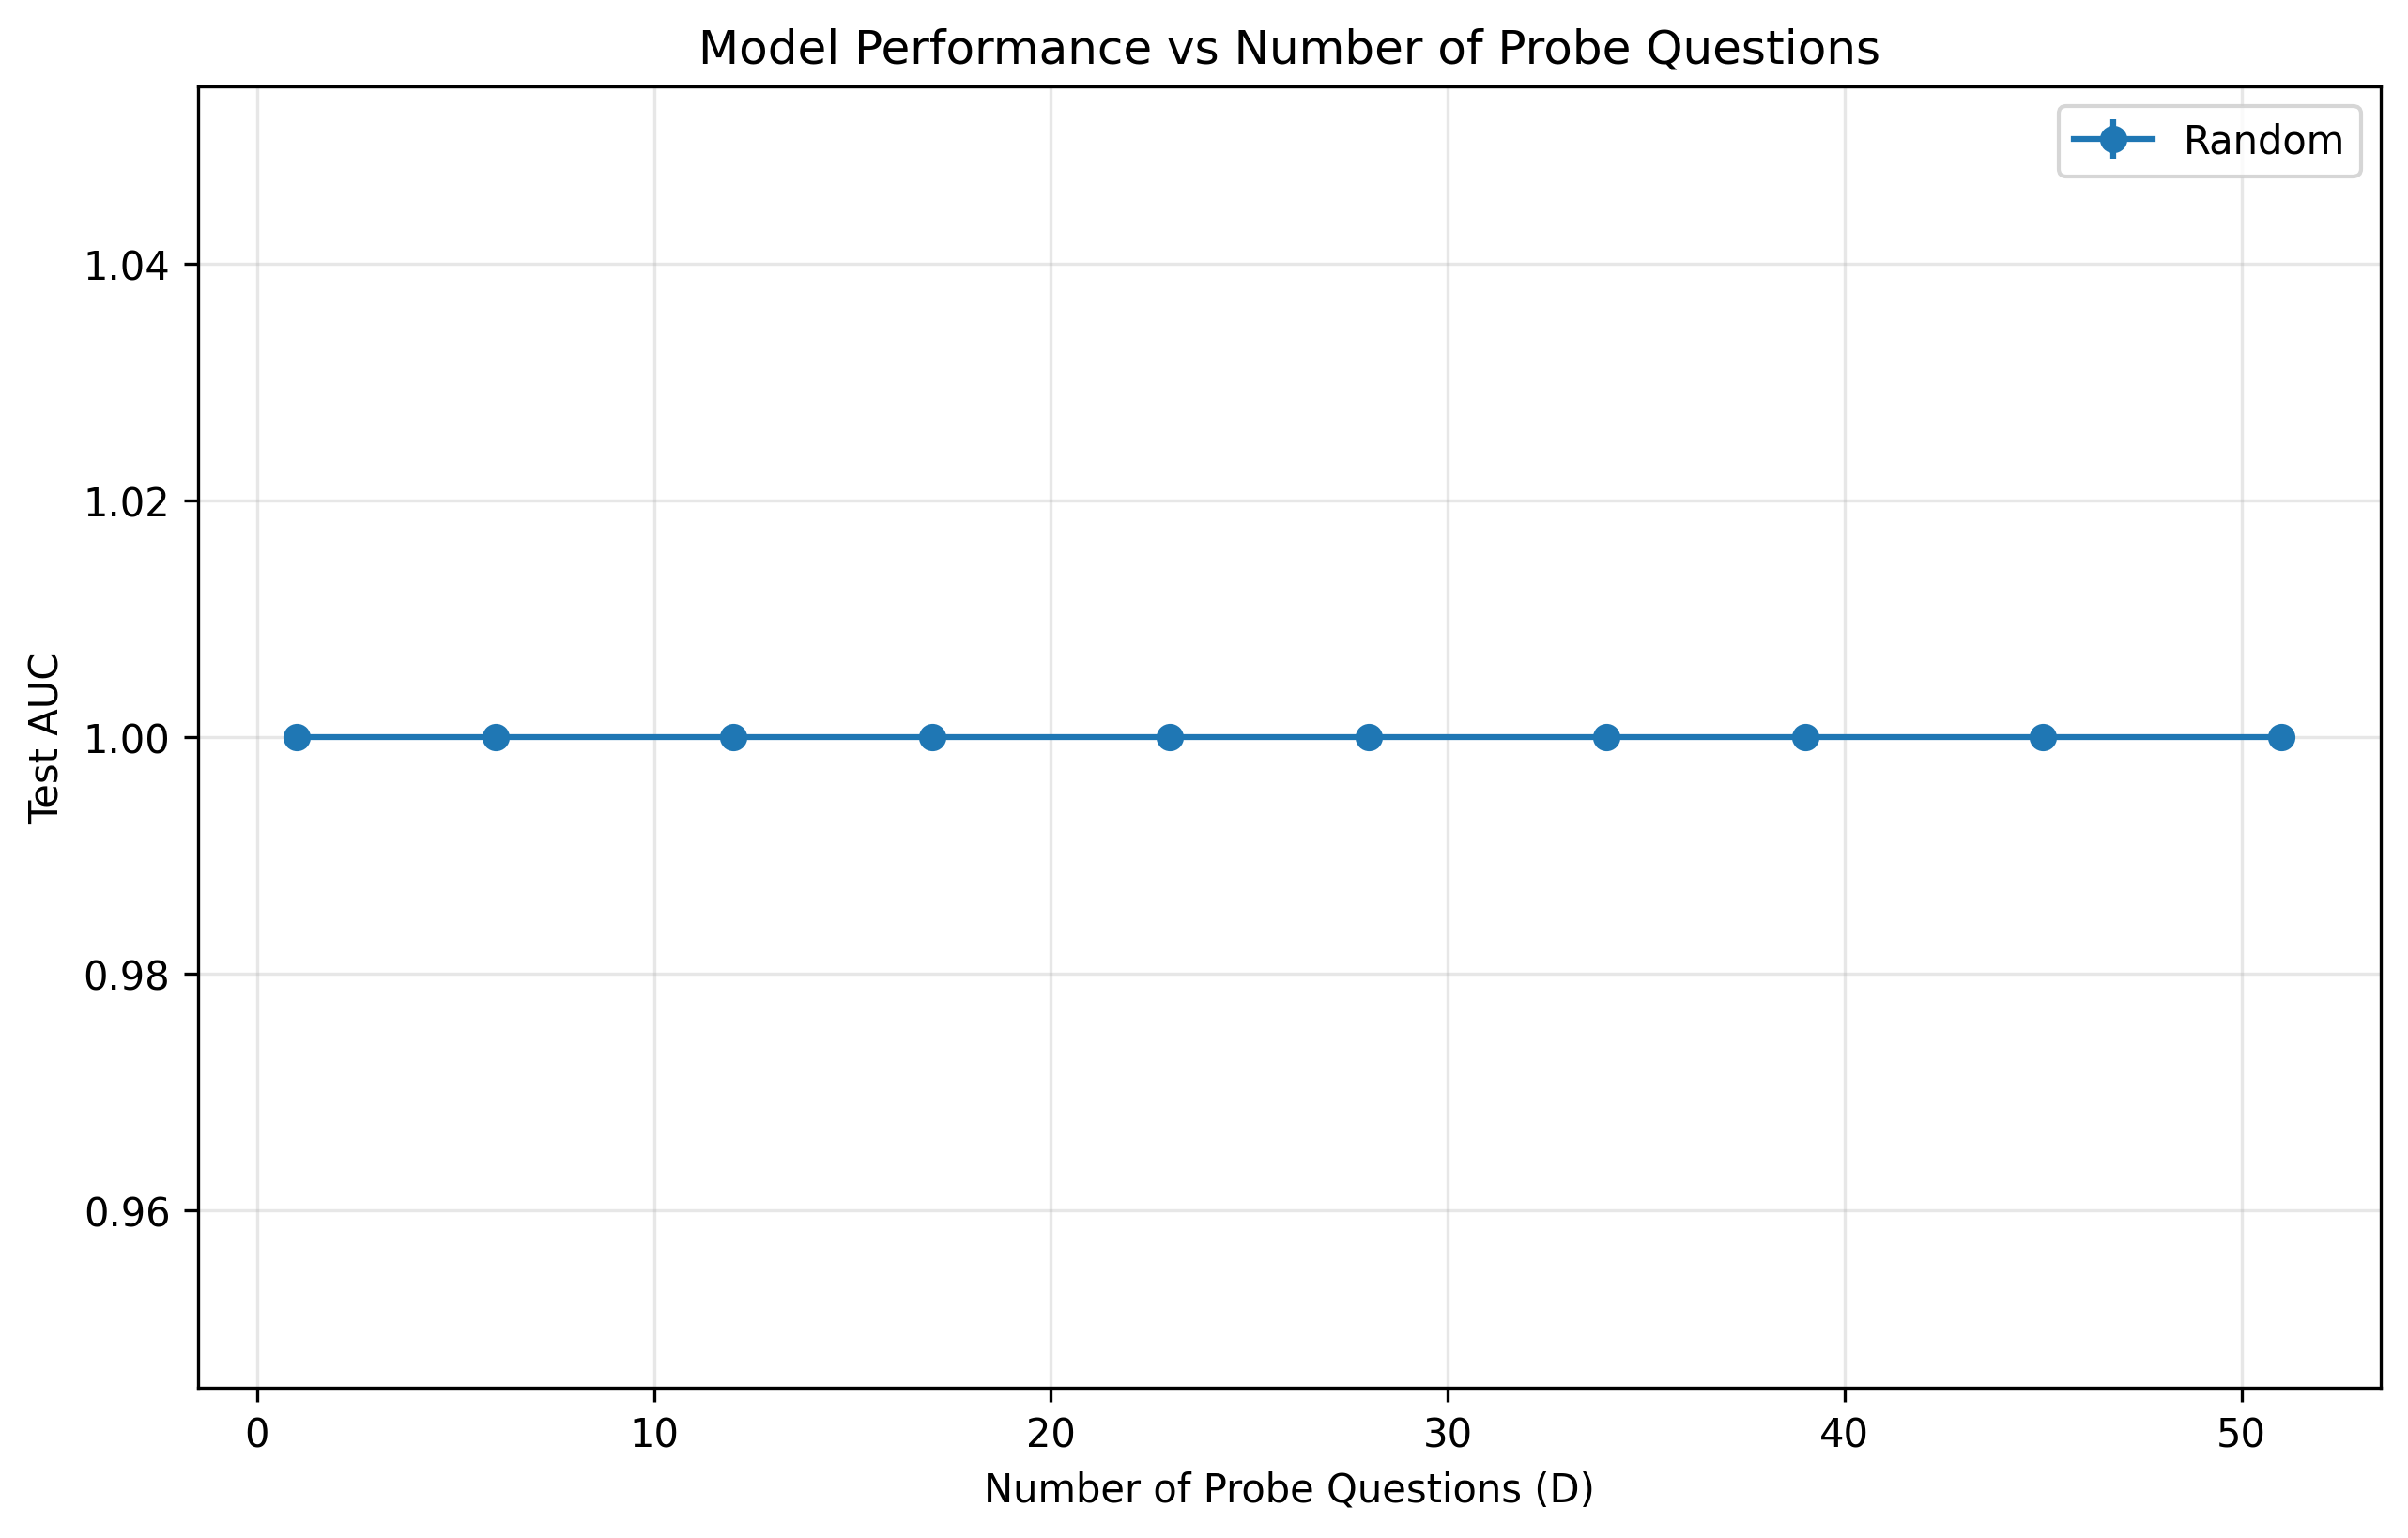 Model Performance vs Number of Probe Questions
Random
1.04
1.02
1.00
0.98
0.96
Test AUC
0 10 20 30 40 50
Number of Probe Questions (D)